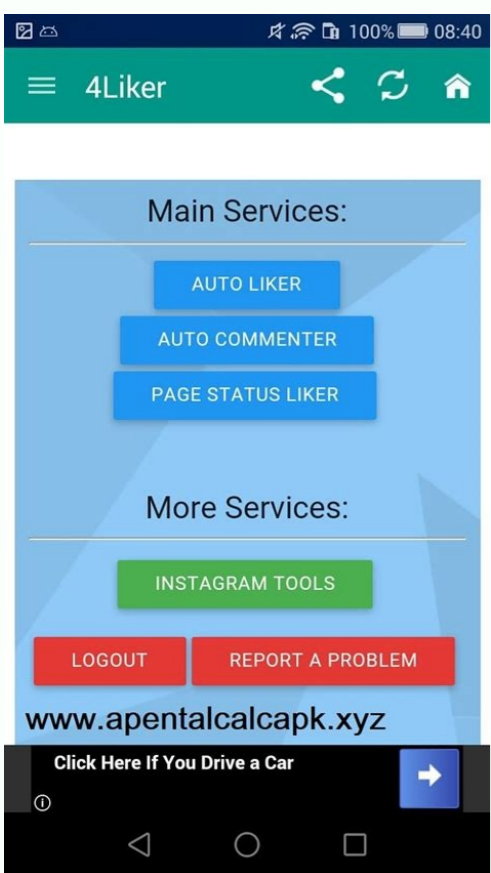 100% 08:40
4Liker
Main Services:
AUTO LIKER
AUTO COMMENTER
PAGE STATUS LIKER
More Services:
INSTAGRAM TOOLS
LOGOUT REPORT A PROBLEM
www.apentalcalcapk.xyz
Click Here If You Drive a Car